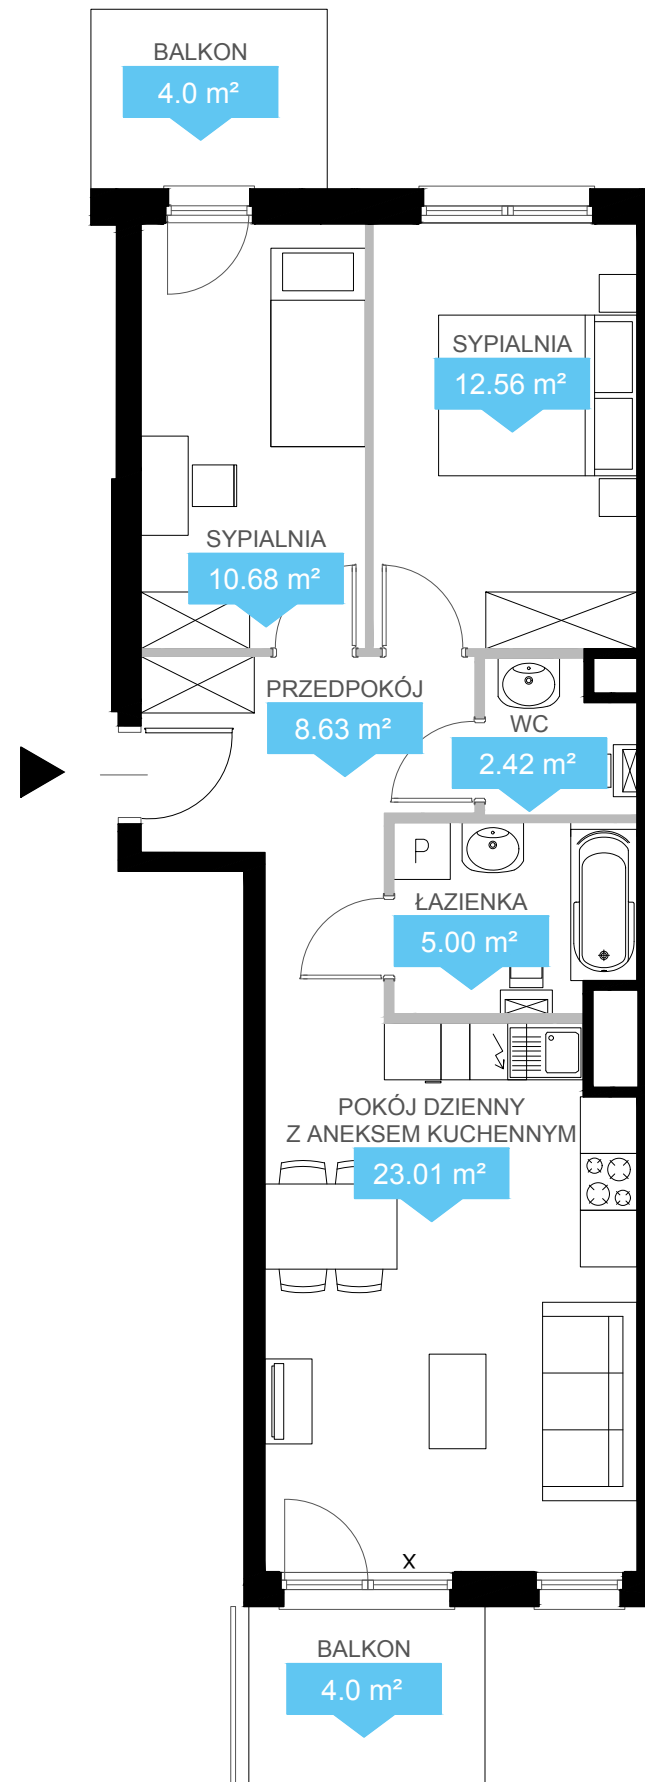 BALKON
4.0 m²
SYPIALNIA
12.56 m²
SYPIALNIA
10.68 m²
PRZEDPOKÓJ
8.63 m²
WC
2.42 m²
P
ŁAZIENKA
5.00 m²
POKÓJ DZIENNY
Z ANEKSEM KUCHENNYM
23.01 m²
X
BALKON
4.0 m²